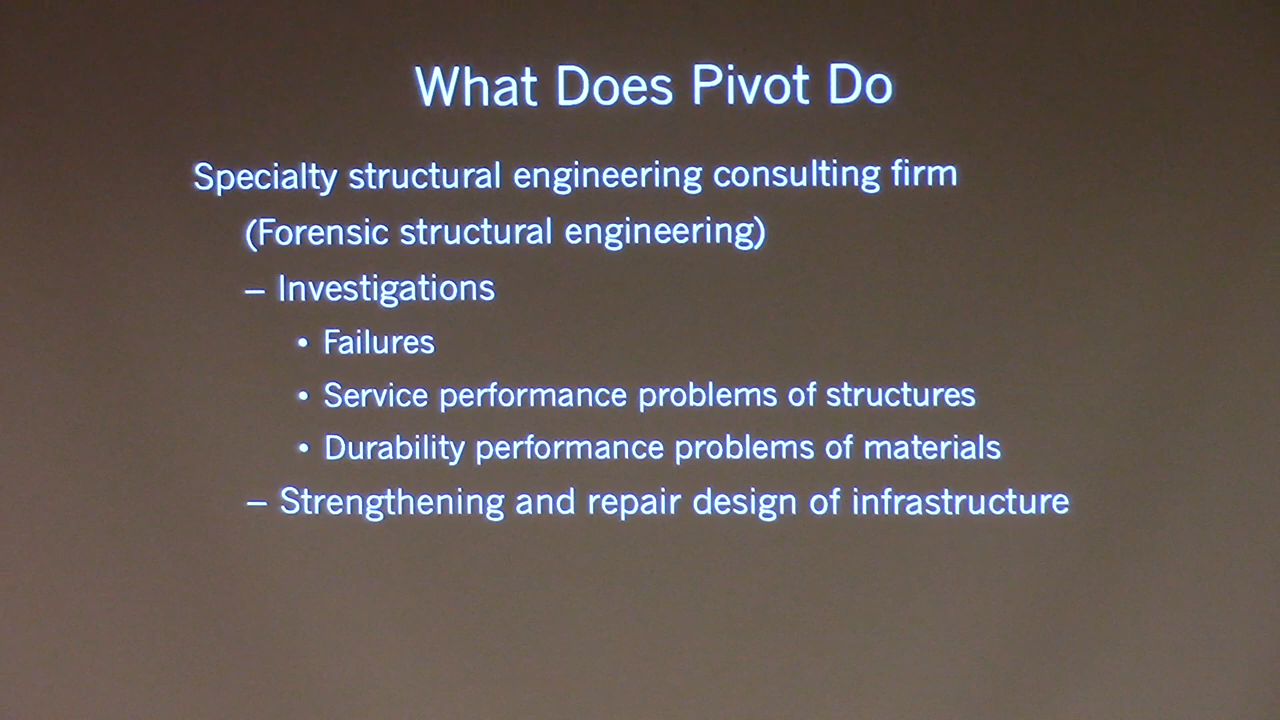 What Does Pivot Do
Specialty structural engineering consulting firm
(Forensic structural engineering)
– Investigations
• Failures
• Service performance problems of structures
• Durability performance problems of materials
– Strengthening and repair design of infrastructure